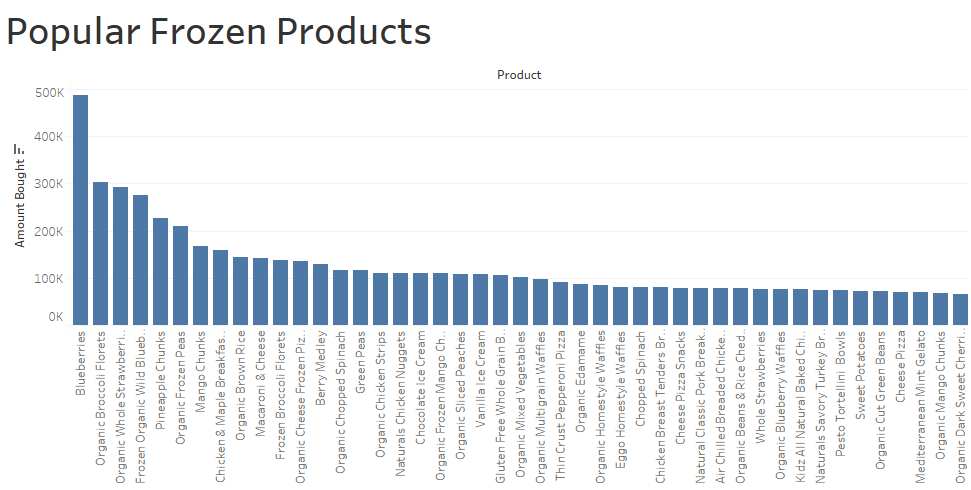 Popular Frozen Products
Product
Amount Bought
500K
400K
300K
200K
100K
0K
Blueberries
Organic Broccoli Florets
Organic Whole Strawberri..
Frozen Organic Wild Blueb..
Pineapple Chunks
Organic Frozen Peas
Mango Chunks
Chicken & Maple Breakfas..
Organic Brown Rice
Macaroni & Cheese
Frozen Broccoli Florets
Organic Cheese Frozen Piz..
Berry Medley
Organic Chopped Spinach
Green Peas
Organic Chicken Strips
Naturals Chicken Nuggets
Chocolate Ice Cream
Organic Frozen Mango Ch..
Organic Sliced Peaches
Vanilla Ice Cream
Gluten Free Whole Grain B..
Organic Mixed Vegetables
Organic Multigrain Waffles
Thin Crust Pepperoni Pizza
Organic Edamame
Organic Homestyle Waffles
Eggo Homestyle Waffles
Chopped Spinach
Chicken Breast Tenders Br..
Cheese Pizza Snacks
Natural Classic Pork Break..
Air Chilled Breaded Chicke..
Organic Beans & Rice Ched..
Whole Strawberries
Organic Blueberry Waffles
Kidz All Natural Baked Chi..
Naturals Savory Turkey Br..
Pesto Tortellini Bowls
Sweet Potatoes
Organic Cut Green Beans
Cheese Pizza
Mediterranean Mint Gelato
Organic Mango Chunks
Organic Dark Sweet Cherri..